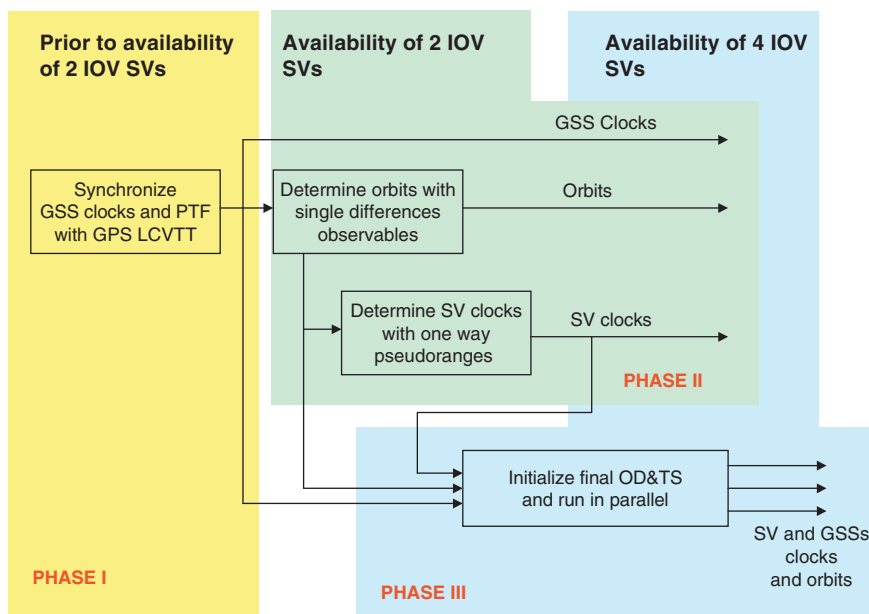 Prior to availability
of 2 IOV SVs
Availability of 2 IOV
SVs
Availability of 4 IOV
SVs
GSS Clocks
Synchronize
GSS clocks and PTF
with GPS LCVTT
Determine orbits with
single differences
observables
Orbits
Determine SV clocks
with one way
pseudoranges
SV clocks
PHASE II
Initialize final OD&TS
and run in parallel
SV and GSSs
clocks
and orbits
PHASE I
PHASE III